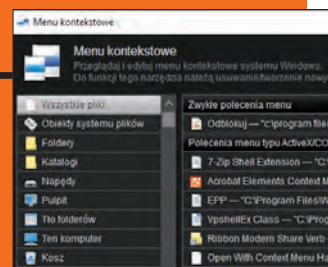 Menu kontekstowe
Menu kontekstowe
Przeglądaj i edytuj menu kontekstowe systemu Windows.
Do funkcji tego narzędzia należą usuwanie/tworzenie nowy
Wszystkie pliki
Obiekty systemu plików
Foldery
Katalogi
Napędy
Pulpit
Tło folderów
Ten komputer
Kosz
Zwykłe polecenia menu
Odblokuj — "c:\program files
Polecenia menu typu ActiveX/CO
7-Zip Shell Extension — "C:\
Acrobat Elements Context M
EPP — "C:\Program Files\W
VpshellEx Class — "C:\Prog
Ribbon Modern Share Verb
Open With Context Menu Ha